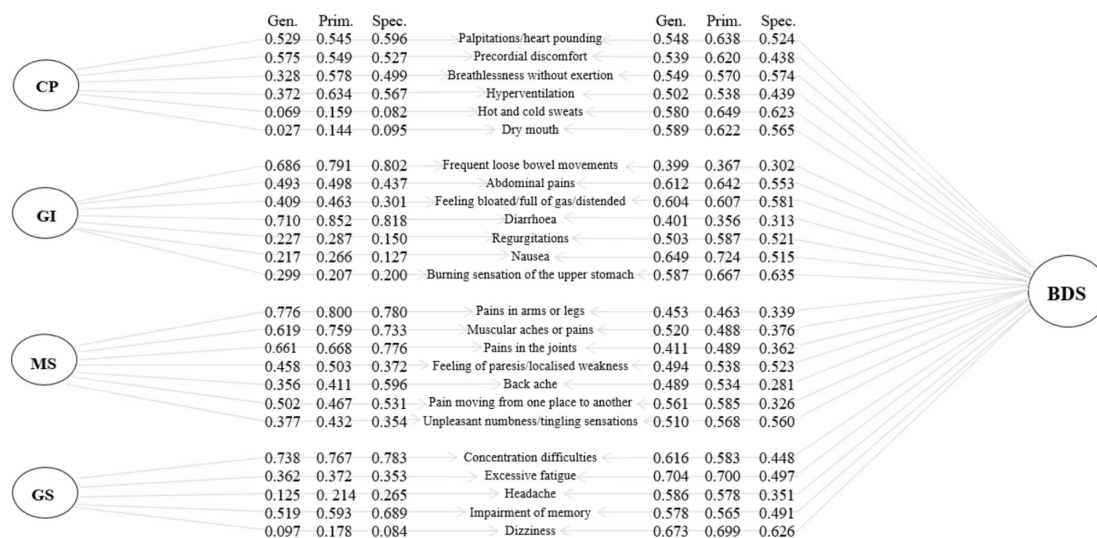 Gen. Prim. Spec. Gen. Prim. Spec.
0.529 0.545 0.596 Palpitations/heart pounding 0.548 0.638 0.524
0.575 0.549 0.527 Precordial discomfort 0.539 0.620 0.438
CP
0.328 0.578 0.499 Breathlessness without exertion 0.549 0.570 0.574
0.372 0.634 0.567 Hyperventilation 0.502 0.538 0.439
0.069 0.159 0.082 Hot and cold sweats 0.580 0.649 0.623
0.027 0.144 0.095 Dry mouth 0.589 0.622 0.565
0.686 0.791 0.802 Frequent loose bowel movements 0.399 0.367 0.302
0.493 0.498 0.437 Abdominal pains 0.612 0.642 0.553
0.409 0.463 0.301 Feeling bloated/full of gas/distended 0.604 0.607 0.581
GI
0.710 0.852 0.818 Diarrhoea 0.401 0.356 0.313
0.227 0.287 0.150 Regurgitations 0.503 0.587 0.521
0.217 0.266 0.127 Nausea 0.649 0.724 0.515
0.299 0.207 0.200 Burning sensation of the upper stomach 0.587 0.667 0.635
BDS
0.776 0.800 0.780 Pains in arms or legs 0.453 0.463 0.339
0.619 0.759 0.733 Muscular aches or pains 0.520 0.488 0.376
0.661 0.668 0.776 Pains in the joints 0.411 0.489 0.362
MS
0.458 0.503 0.372 Feeling of paresis/localised weakness 0.494 0.538 0.523
0.356 0.411 0.596 Back ache 0.489 0.534 0.281
0.502 0.467 0.531 Pain moving from one place to another 0.561 0.585 0.326
0.377 0.432 0.354 Unpleasant numbness/tingling sensations 0.510 0.568 0.560
0.738 0.767 0.783 Concentration difficulties 0.616 0.583 0.448
0.362 0.372 0.353 Excessive fatigue 0.704 0.700 0.497
GS
0.125 0. 214 0.265 Headache 0.586 0.578 0.351
0.519 0.593 0.689 Impairment of memory 0.578 0.565 0.491
0.097 0.178 0.084 Dizziness 0.673 0.699 0.626